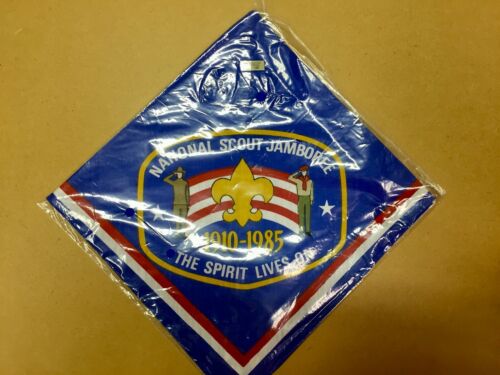 NATIONAL SCOUT JAMBOREE
1910-1985
THE SPIRIT LIVES ON